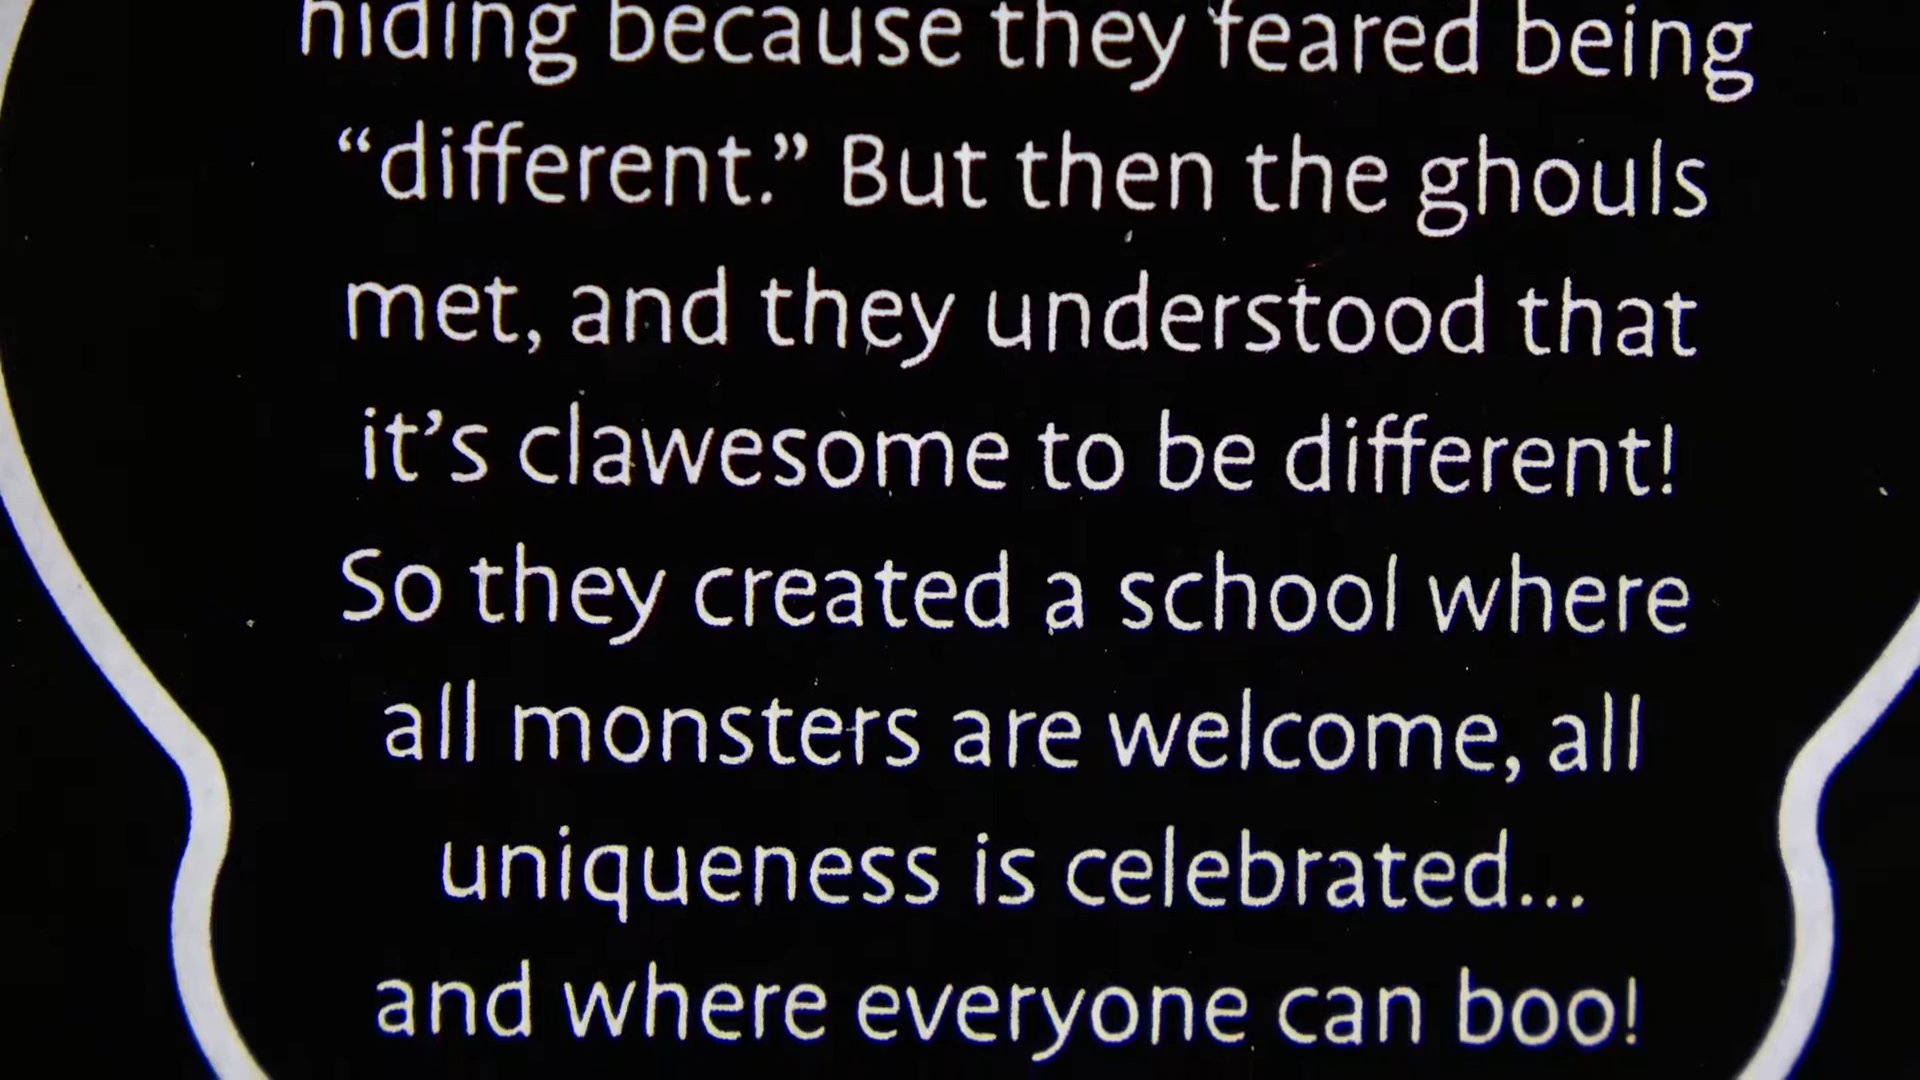 hiding because they feared being
“different.” But then the ghouls
met, and they understood that
it’s clawesome to be different!
So they created a school where
all monsters are welcome, all
uniqueness is celebrated...
and where everyone can boo!